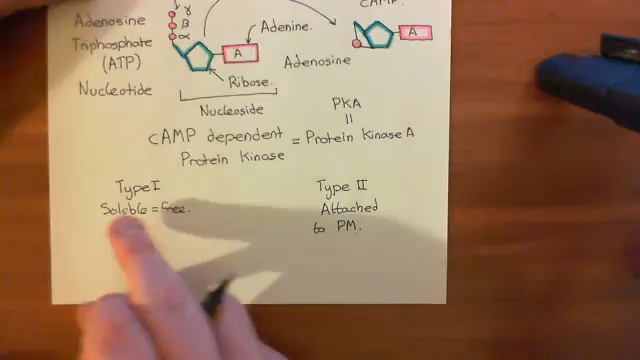 cAMP.
γ
β
α
Adenosine
Triphosphate
(ATP)
Nucleotide
Adenine.
A
A
Ribose.
Adenosine
Nucleoside
PKA
=
cAMP dependent
Protein Kinase
= Protein Kinase A
Type I
Soluble = free.
Type II
Attached
to PM.